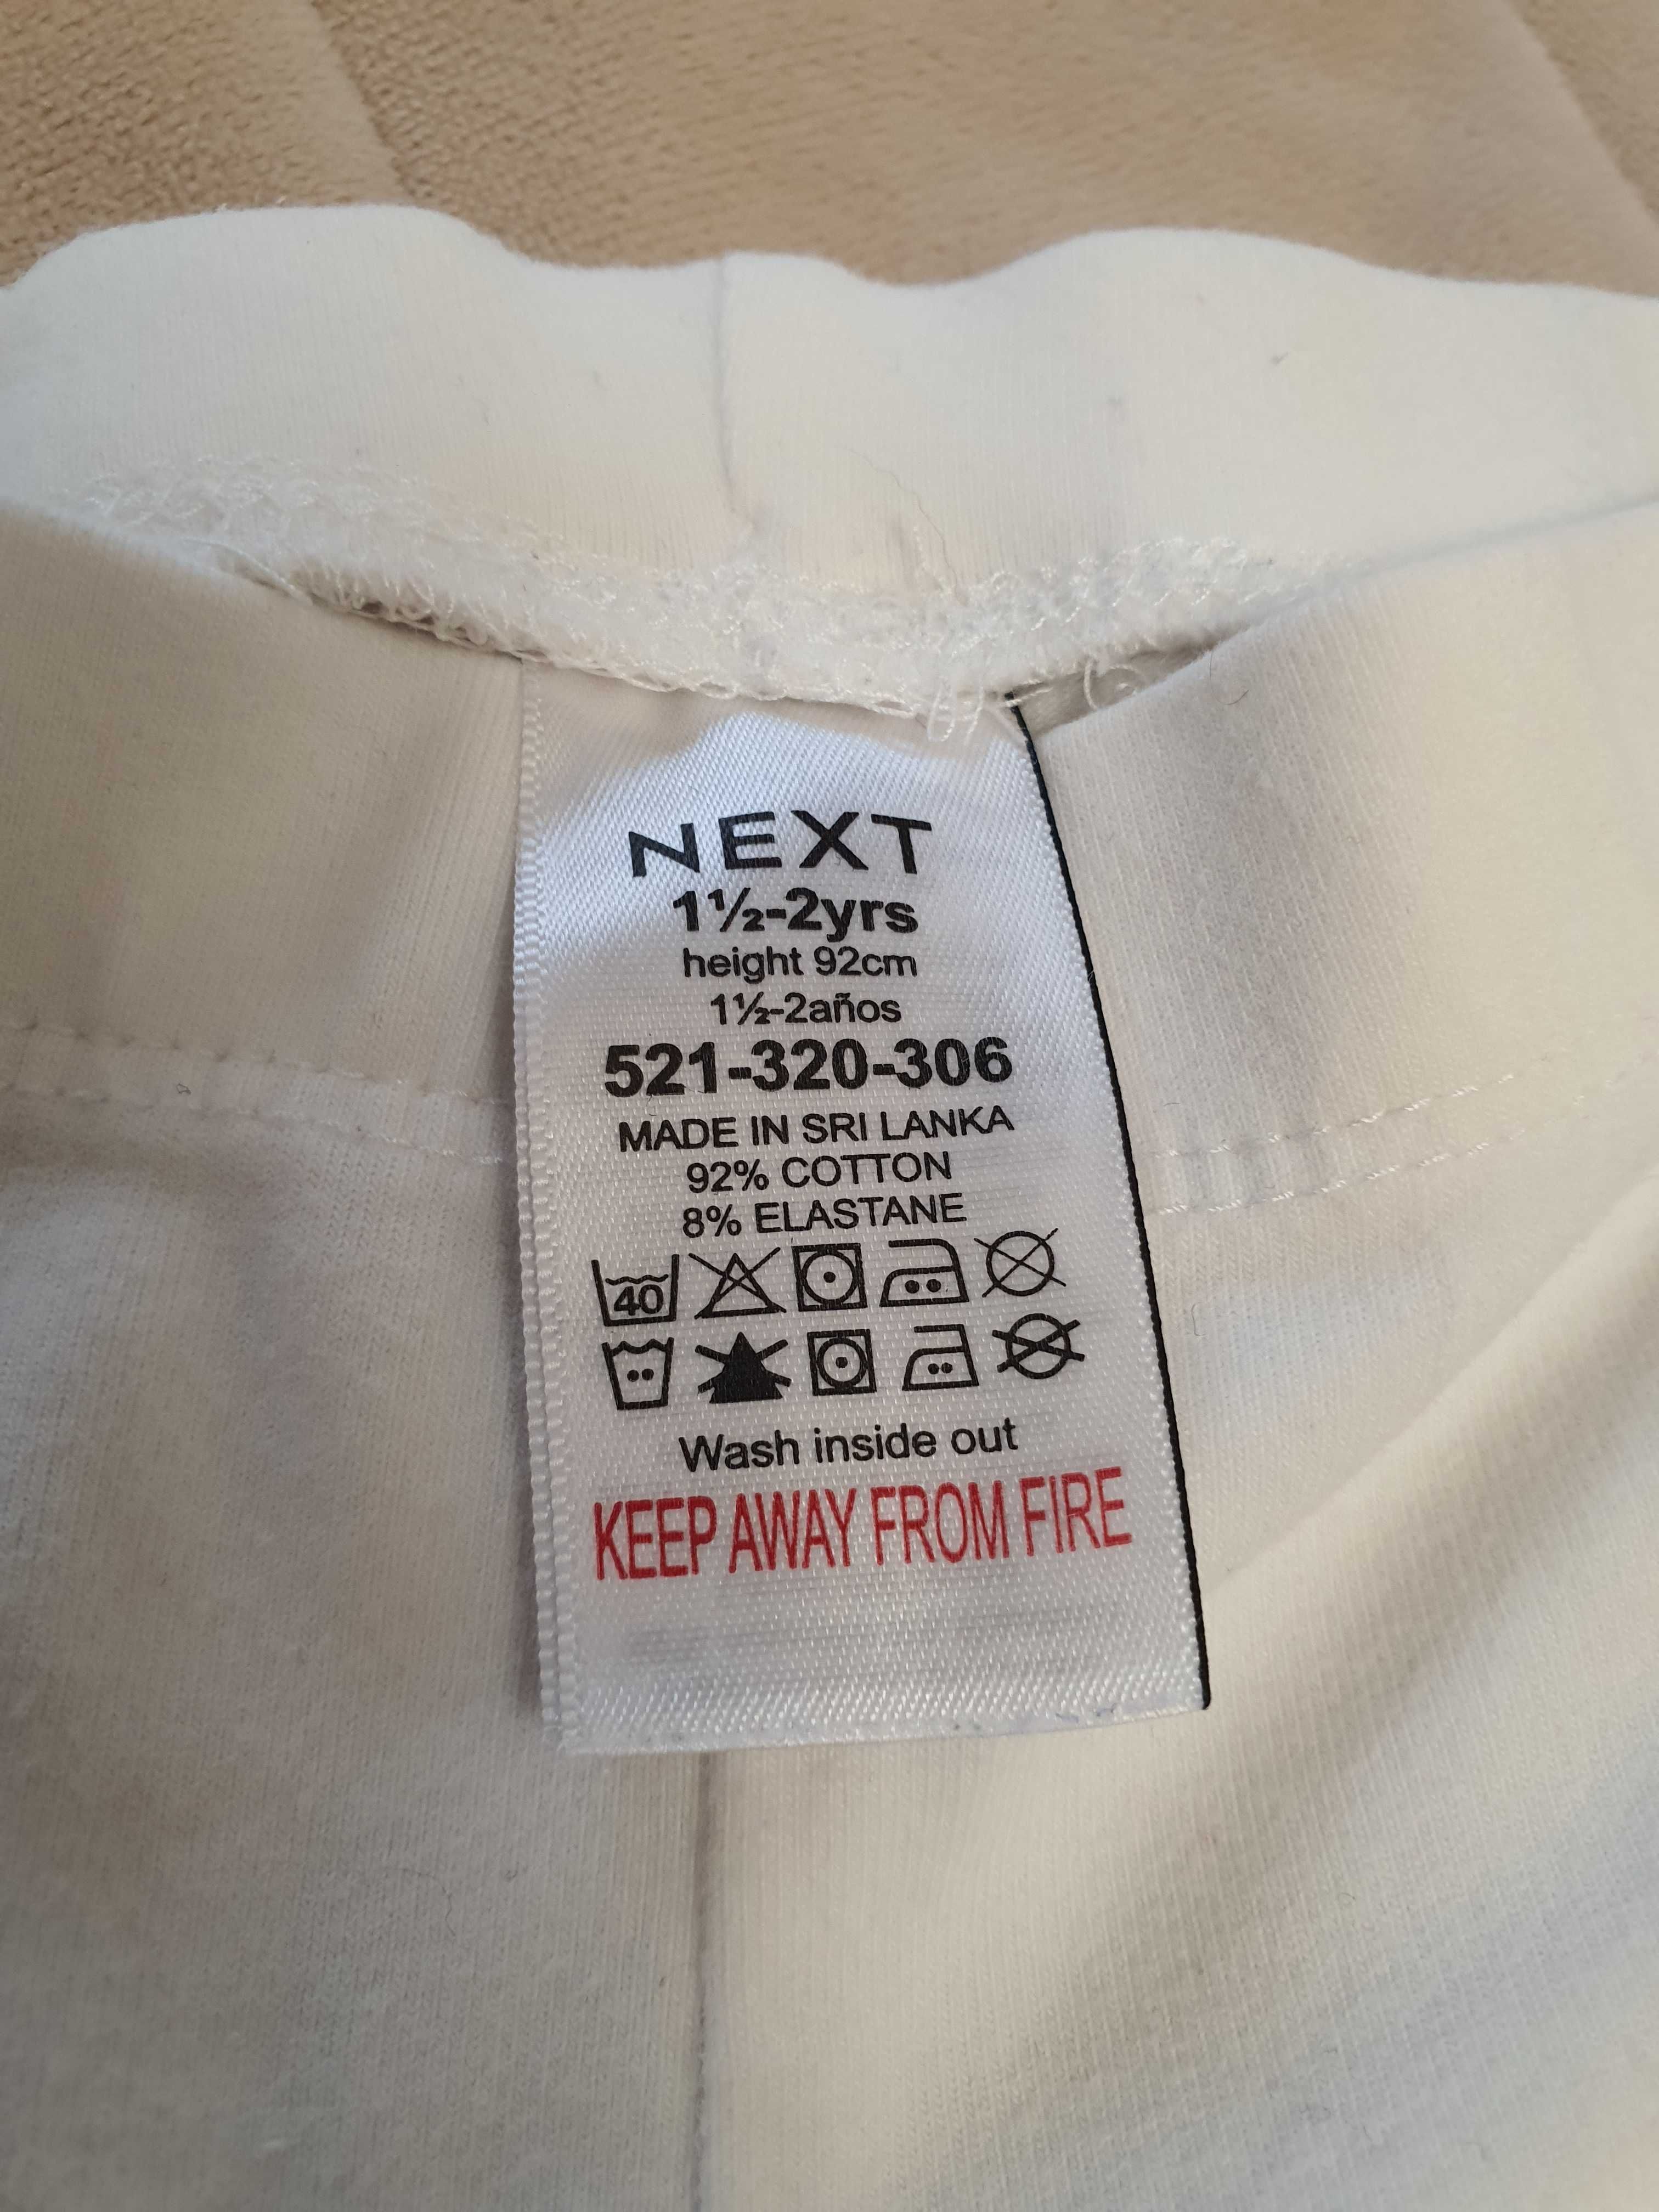 NEXT
1½-2yrs
height 92cm
1½-2años
521-320-306
MADE IN SRI LANKA
92% COTTON
8% ELASTANE
40
Wash inside out
KEEP AWAY FROM FIRE